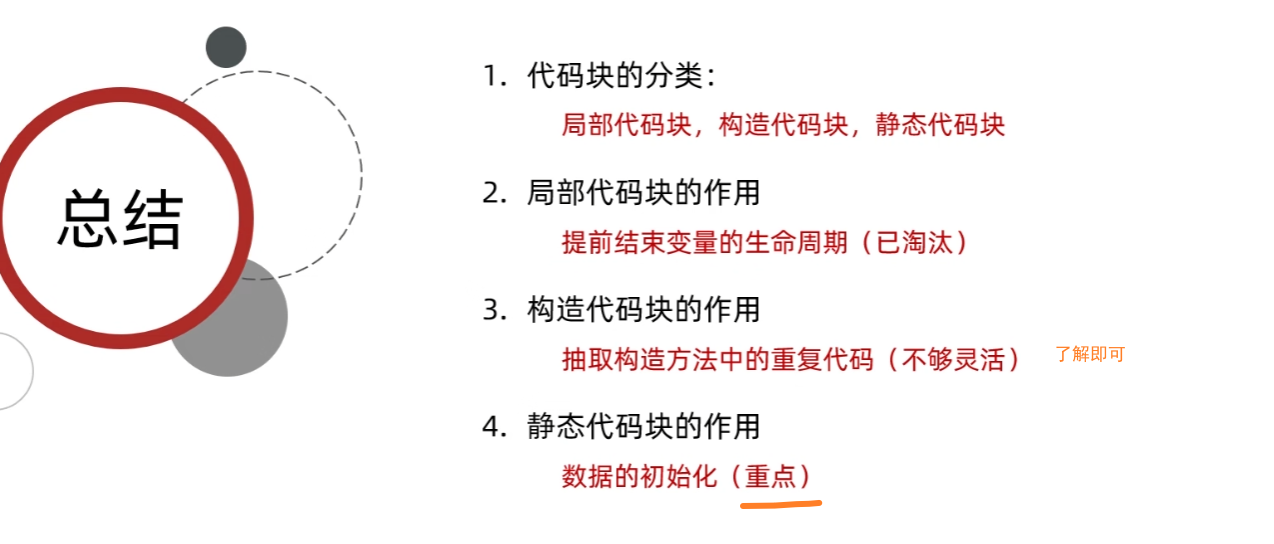 总结
1. 代码块的分类：
局部代码块，构造代码块，静态代码块
2. 局部代码块的作用
提前结束变量的生命周期（已淘汰）
3. 构造代码块的作用
抽取构造方法中的重复代码（不够灵活） 了解即可
4. 静态代码块的作用
数据的初始化（重点）